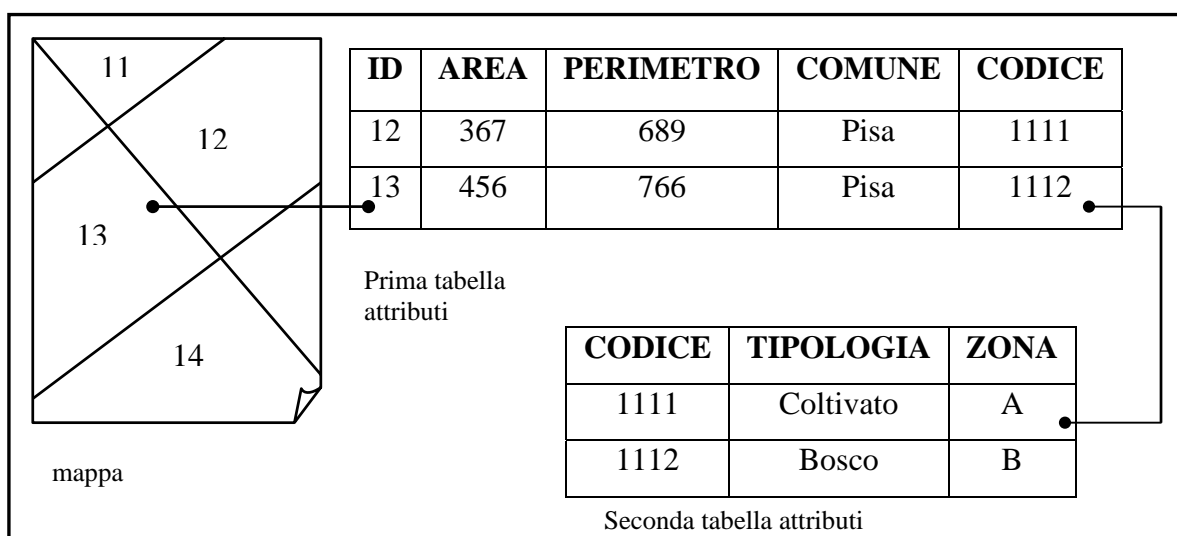 11
12
13
14
mappa
ID AREA PERIMETRO COMUNE CODICE
12 367 689 Pisa 1111
13 456 766 Pisa 1112
Prima tabella
attributi
CODICE TIPOLOGIA ZONA
1111 Coltivato A
1112 Bosco B
Seconda tabella attributi